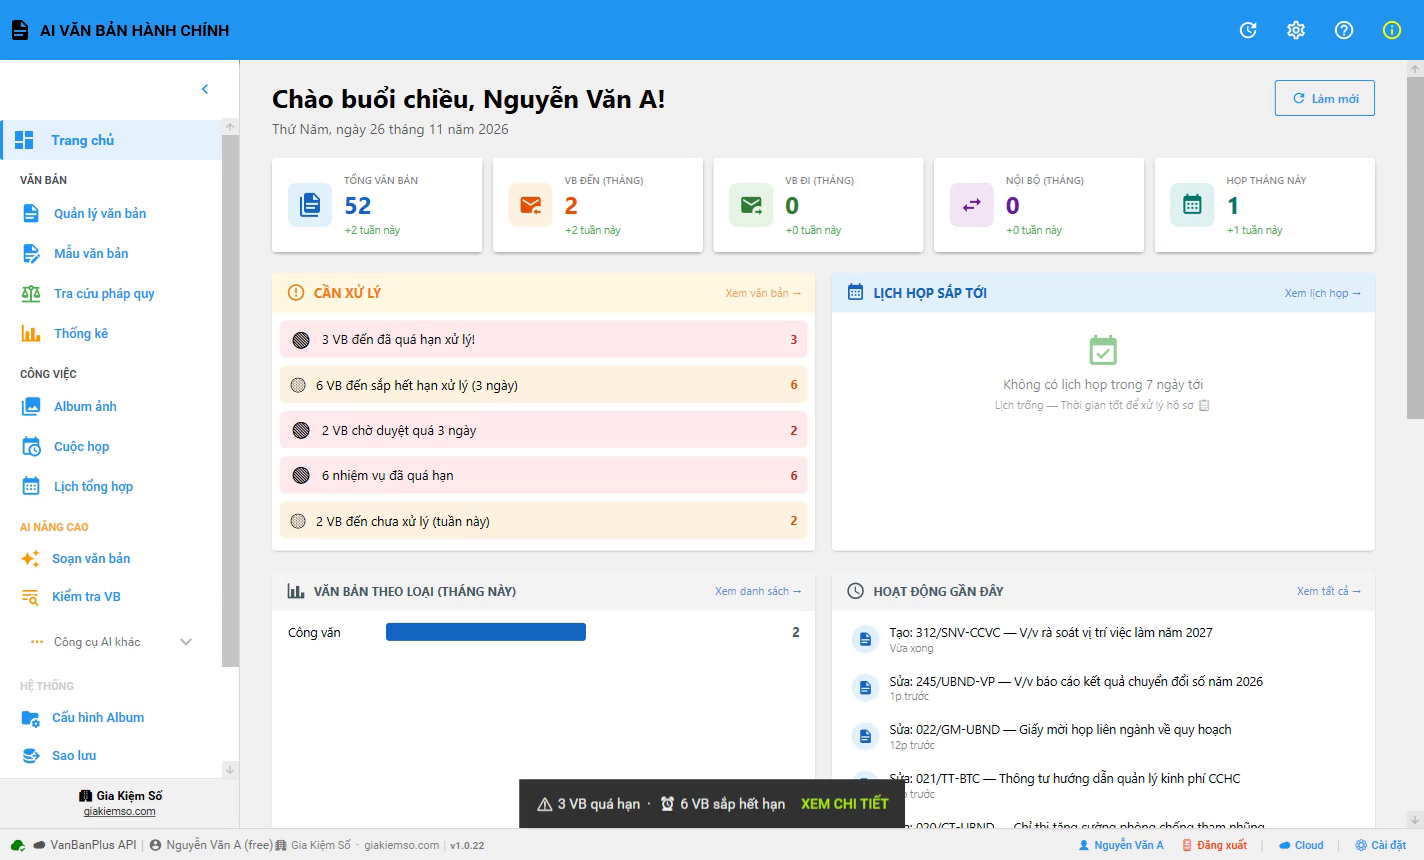 AI VĂN BẢN HÀNH CHÍNH
Trang chủ
VĂN BẢN
Quản lý văn bản
Mẫu văn bản
Tra cứu pháp quy
Thống kê
CÔNG VIỆC
Album ảnh
Cuộc họp
Lịch tổng hợp
AI NÂNG CAO
Soạn văn bản
Kiểm tra VB
Công cụ AI khác
HỆ THỐNG
Cấu hình Album
Sao lưu
Gia Kiệm Số
giakiemso.com
Chào buổi chiều, Nguyễn Văn A!
Thứ Năm, ngày 26 tháng 11 năm 2026
Làm mới
TỔNG VĂN BẢN
52
+2 tuần này
VB ĐẾN (THÁNG)
2
+2 tuần này
VB ĐI (THÁNG)
0
+0 tuần này
NỘI BỘ (THÁNG)
0
+0 tuần này
HỌP THÁNG NÀY
1
+1 tuần này
CẦN XỬ LÝ Xem văn bản →
3 VB đến đã quá hạn xử lý! 3
6 VB đến sắp hết hạn xử lý (3 ngày) 6
2 VB chờ duyệt quá 3 ngày 2
6 nhiệm vụ đã quá hạn 6
2 VB đến chưa xử lý (tuần này) 2
LỊCH HỌP SẮP TỚI Xem lịch họp →
Không có lịch họp trong 7 ngày tới
Lịch trống — Thời gian tốt để xử lý hồ sơ
VĂN BẢN THEO LOẠI (THÁNG NÀY) Xem danh sách →
Công văn 2
HOẠT ĐỘNG GẦN ĐÂY Xem tất cả →
Tạo: 312/SNV-CCVC — V/v rà soát vị trí việc làm năm 2027
Vừa xong
Sửa: 245/UBND-VP — V/v báo cáo kết quả chuyển đổi số năm 2026
1p trước
Sửa: 022/GM-UBND — Giấy mời họp liên ngành về quy hoạch
12p trước
Sửa: 021/TT-BTC — Thông tư hướng dẫn quản lý kinh phí CCHC
trước
020/CT-UBND — Chỉ thị tăng cường phòng chống tham nhũng
3 VB quá hạn · 6 VB sắp hết hạn XEM CHI TIẾT
VanBanPlus API | Nguyễn Văn A (free) Gia Kiệm Số · giakiemso.com | v1.0.22
Nguyễn Văn A Đăng xuất | Cloud | Cài đặt